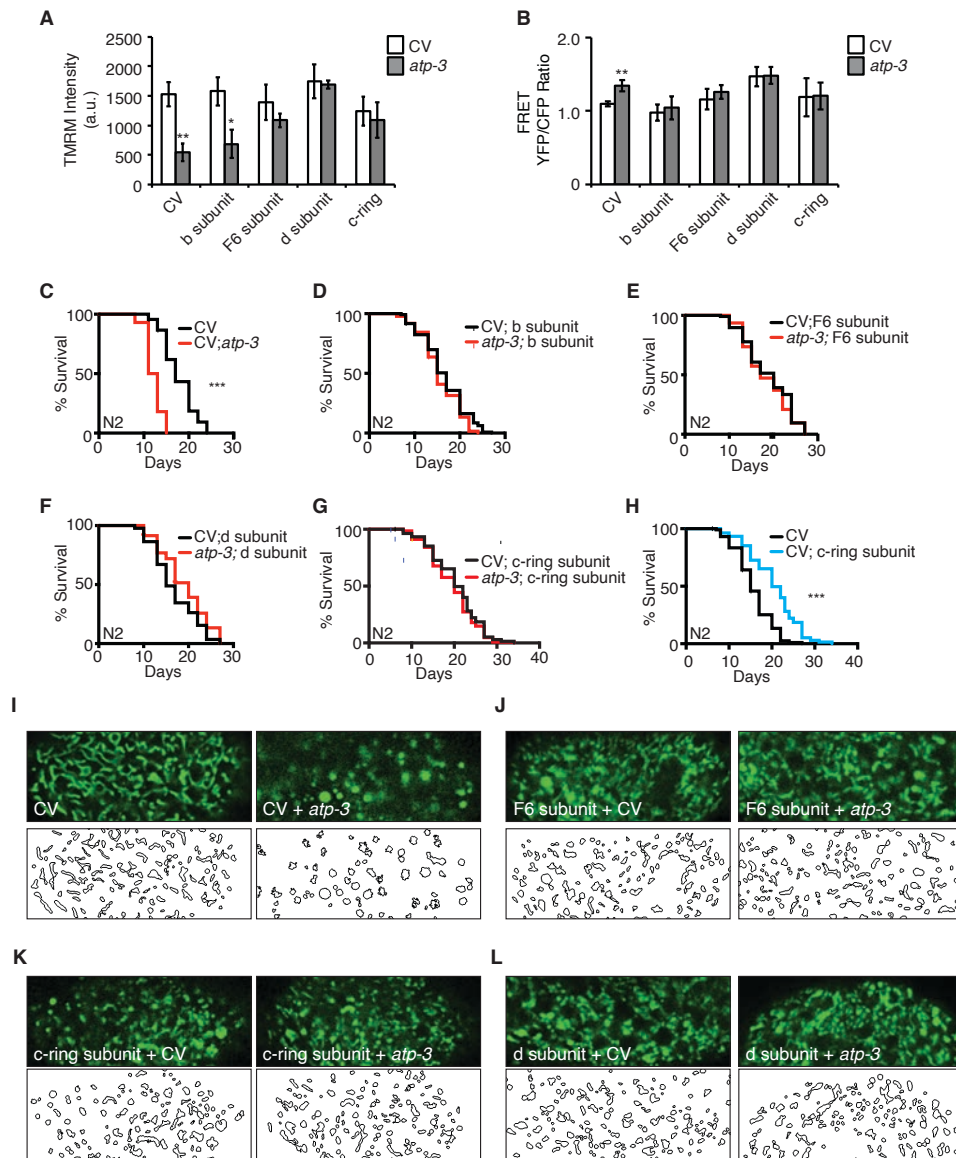 A
TMRM Intensity
(a.u.)
2500
2000
1500
1000
500
0
**
*
CV
atp-3
CV
b subunit
F6 subunit
d subunit
c-ring
B
FRET
YFP/CFP Ratio
2.0
1.0
0
**
CV
atp-3
CV
b subunit
F6 subunit
d subunit
c-ring
C
% Survival
100
50
0
CV
CV;atp-3
***
N2
0 10 20 30
Days
D
% Survival
100
50
0
CV; b subunit
atp-3; b subunit
N2
0 10 20 30
Days
E
% Survival
100
50
0
CV;F6 subunit
atp-3; F6 subunit
N2
0 10 20 30
Days
F
% Survival
100
50
0
CV;d subunit
atp-3; d subunit
N2
0 10 20 30
Days
G
% Survival
100
50
0
CV; c-ring subunit
atp-3; c-ring subunit
N2
0 10 20 30 40
Days
H
% Survival
100
50
0
CV
CV; c-ring subunit
***
N2
0 10 20 30 40
Days
I
CV
CV + atp-3
J
F6 subunit + CV
F6 subunit + atp-3
K
c-ring subunit + CV
c-ring subunit + atp-3
L
d subunit + CV
d subunit + atp-3